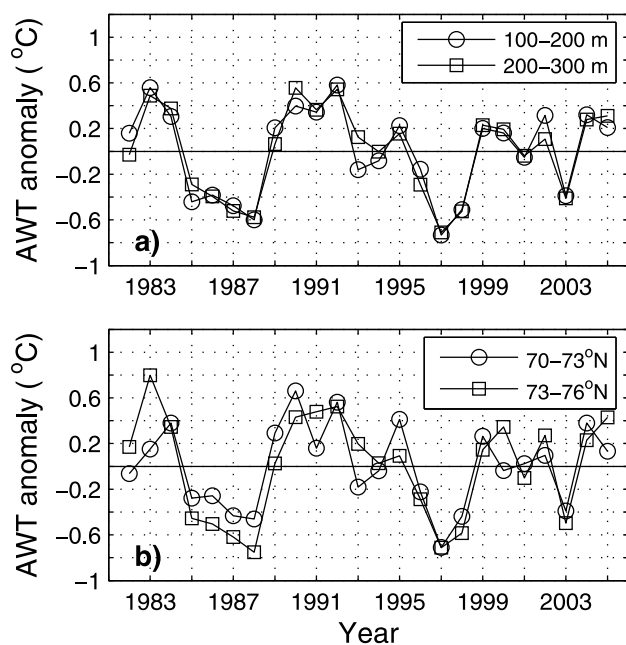 AWT anomaly ( °C)
1
0.6
0.2
−0.2
−0.6
−1
100−200 m
200−300 m
a)
1983 1987 1991 1995 1999 2003
AWT anomaly ( °C)
1
0.6
0.2
−0.2
−0.6
−1
70−73°N
73−76°N
b)
1983 1987 1991 1995 1999 2003
Year